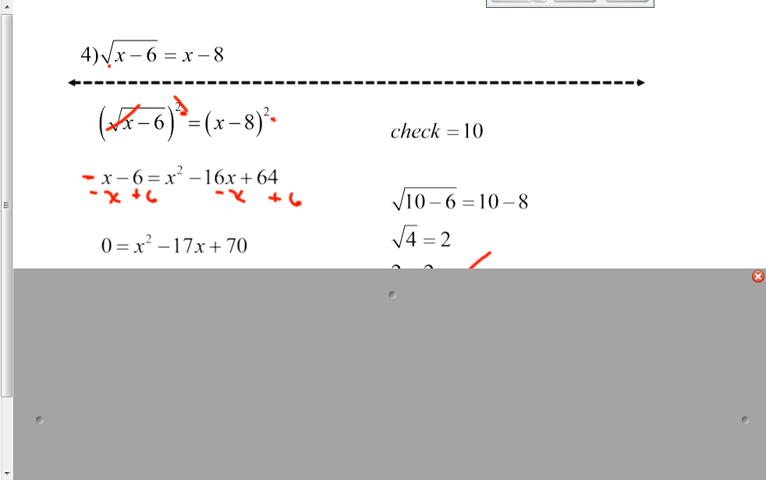 4) √(x − 6) = x − 8
(√(x − 6))² = (x − 8)²
check = 10
- x − 6 = x² − 16x + 64
- x + 6 - x + 6
√(10 − 6) = 10 − 8
√4 = 2
0 = x² − 17x + 70